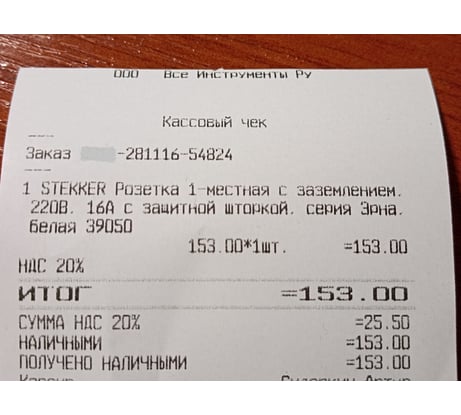 ООО Все Инструменты Ру
Кассовый чек
Заказ -281116-54824
1 STEKKER Розетка 1-местная с заземлением,
220В, 16А с защитной шторкой, серия Эрна,
белая 39050
153.00*1шт. =153.00
НДС 20%
ИТОГ =153.00
СУММА НДС 20% =25.50
НАЛИЧНЫМИ =153.00
ПОЛУЧЕНО НАЛИЧНЫМИ =153.00